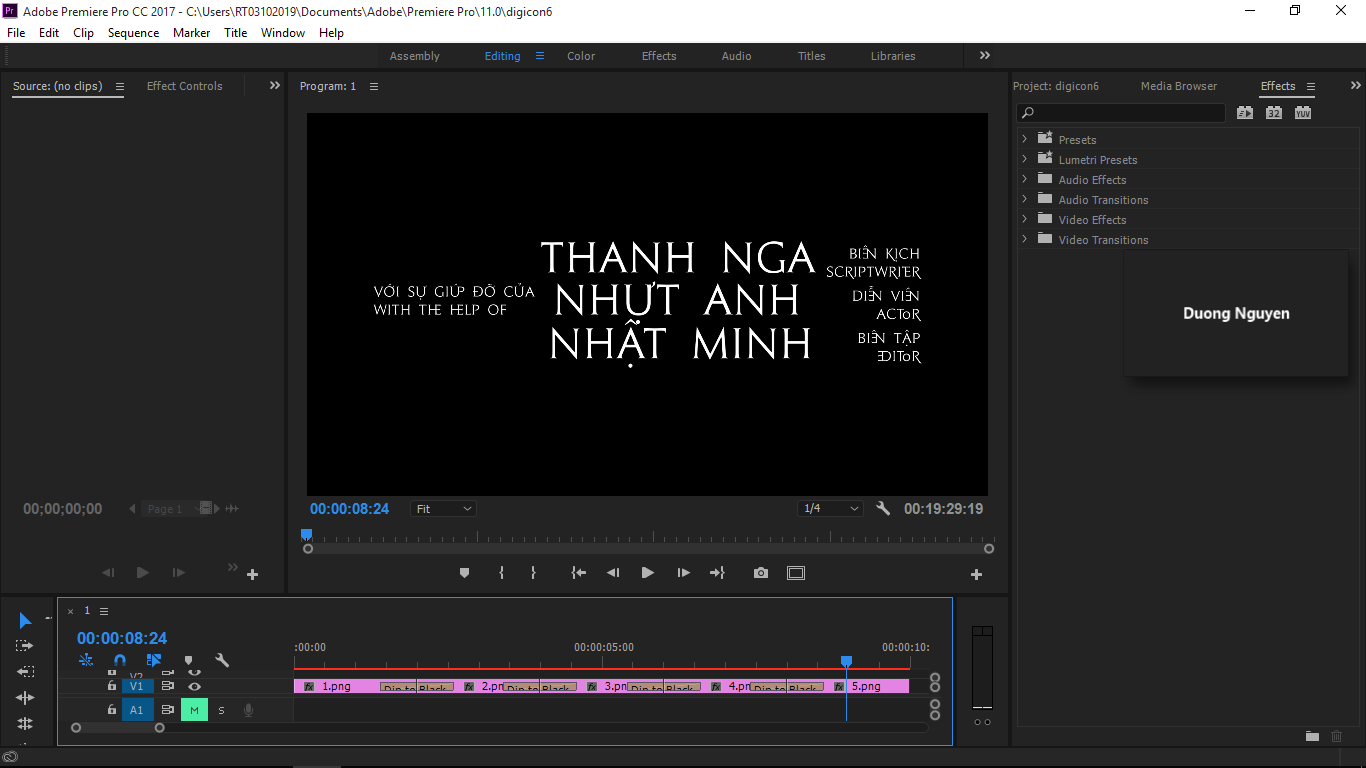 Adobe Premiere Pro CC 2017 - C:\Users\RT03102019\Documents\Adobe\Premiere Pro\11.0\digicon6
File Edit Clip Sequence Marker Title Window Help
Assembly Editing Color Effects Audio Titles Libraries
Source: (no clips) Effect Controls
Program: 1
Project: digicon6 Media Browser Effects
32 YUV
Presets
Lumetri Presets
Audio Effects
Audio Transitions
Video Effects
Video Transitions
Duong Nguyen
VỚI SỰ GIÚP ĐỠ CỦA
WITH THE HELP OF
THANH NGA
NHỰT ANH
NHẬT MINH
BIÊN KỊCH
SCRIPTWRITER
DIỄN VIÊN
ACTOR
BIÊN TẬP
EDITOR
00;00;00;00 Page 1
00:00:08:24 Fit 1/4 00:19:29:19
1
00:00:08:24
:00:00 00:00:05:00 00:00:10:
V2
V1 fx 1.png Dip to Black fx 2.pn Dip to Black fx 3.pn Dip to Black fx 4.pn Dip to Black fx 5.png
A1 M S